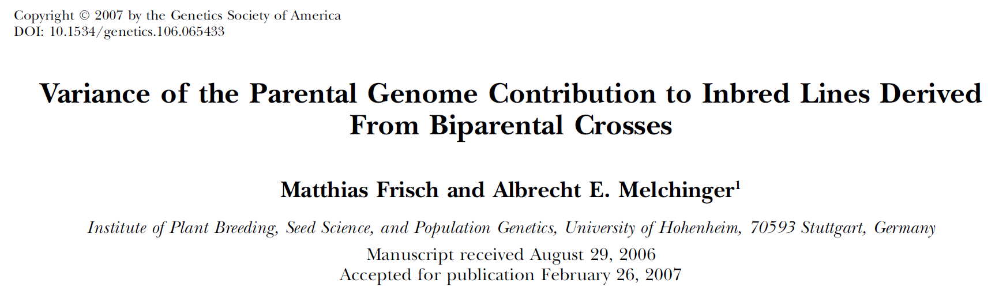 Copyright © 2007 by the Genetics Society of America
DOI: 10.1534/genetics.106.065433
Variance of the Parental Genome Contribution to Inbred Lines Derived
From Biparental Crosses
Matthias Frisch and Albrecht E. Melchinger¹
Institute of Plant Breeding, Seed Science, and Population Genetics, University of Hohenheim, 70593 Stuttgart, Germany
Manuscript received August 29, 2006
Accepted for publication February 26, 2007